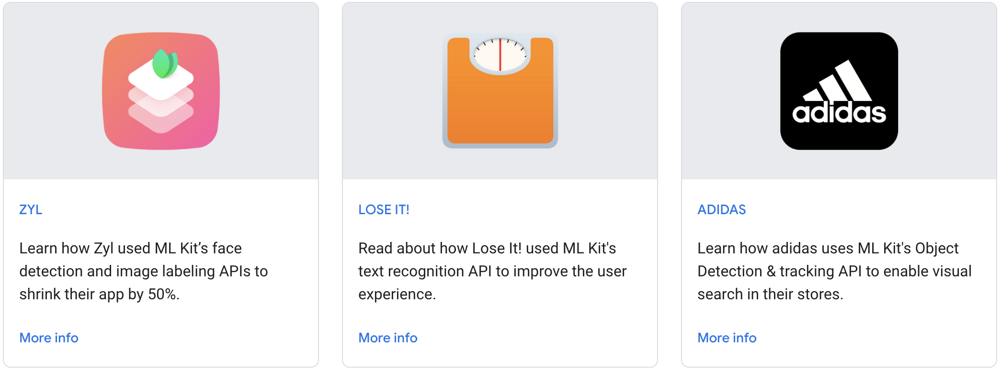 adidas
ZYL
Learn how Zyl used ML Kit’s face
detection and image labeling APIs to
shrink their app by 50%.
More info
LOSE IT!
Read about how Lose It! used ML Kit's
text recognition API to improve the user
experience.
More info
ADIDAS
Learn how adidas uses ML Kit's Object
Detection & tracking API to enable visual
search in their stores.
More info